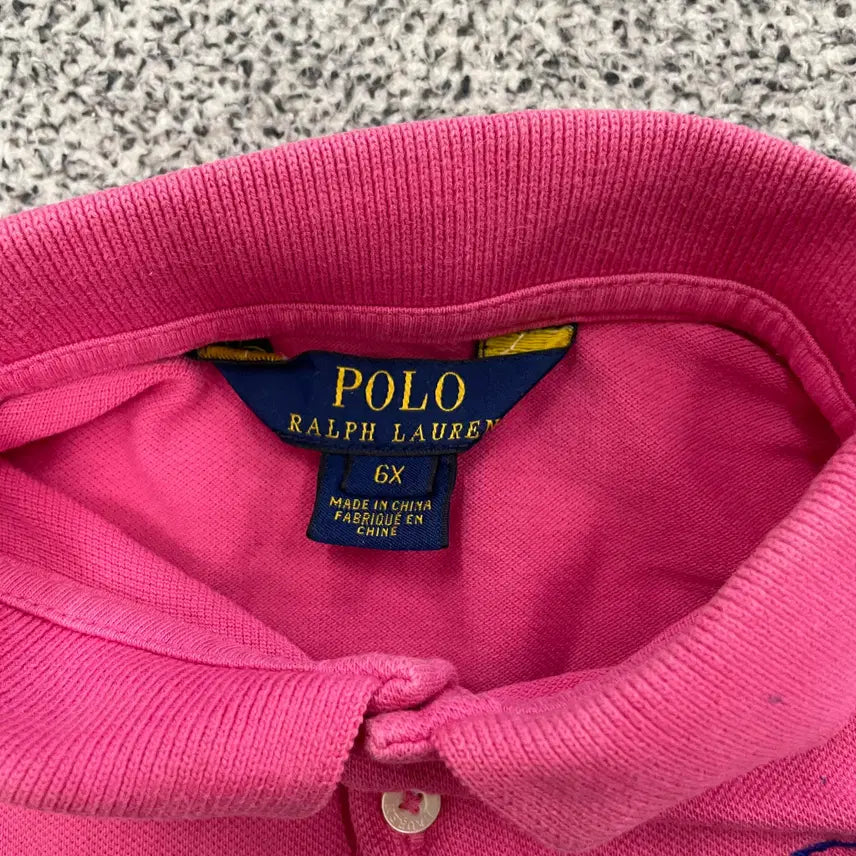 POLO
RALPH LAUREN
6X
MADE IN CHINA
FABRIQUÉ EN
CHINE